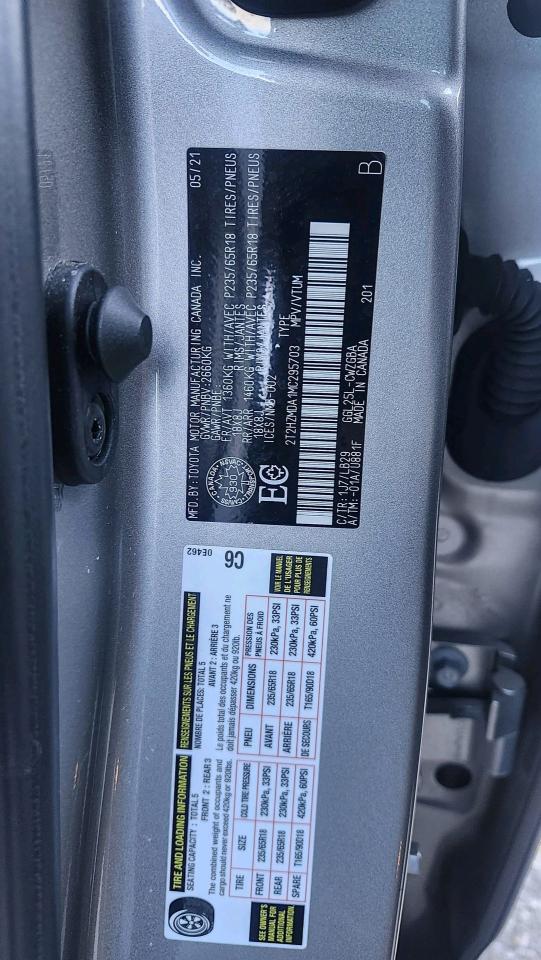 MFD.BY:TOYOTA MOTOR MANUFACTURING CANADA INC. 05/21
GVWR/PNBV:2660KG
GAWR/PNBE:
FR/AVT 1360KG WITH/AVEC P235/65R18 TIRES/PNEUS
18X8J RIMS/JANTES
RR/ARR 1460KG WITH/AVEC P235/65R18 TIRES/PNEUS
18X8J RIMS/JANTES
CANADA
930
EC
2T2HZMDA1MC295703 MPV/VTUM
TYPE
B
C/TR:1J7/LB29 GGL25L-CWZGBA 201
A/TM:-01A/U881F MADE IN CANADA
TIRE AND LOADING INFORMATION
SEATING CAPACITY : TOTAL 5
FRONT 2 : REAR 3
The combined weight of occupants and
cargo should never exceed 420kg or 920lbs.
TIRE SIZE COLD TIRE PRESSURE
FRONT 235/65R18 230kPa, 33PSI
REAR 235/65R18 230kPa, 33PSI
SPARE T165/90D18 420kPa, 60PSI
SEE OWNER'S
MANUAL FOR
ADDITIONAL
INFORMATION
RENSEIGNEMENTS SUR LES PNEUS ET LE CHARGEMENT
NOMBRE DE PLACES: TOTAL 5
AVANT 2 : ARRIÈRE 3
Le poids total des occupants et du chargement ne
doit jamais dépasser 420kg ou 920lb.
PNEU DIMENSIONS PRESSION DES
PNEUS À FROID
AVANT 235/65R18 230kPa, 33PSI
ARRIÈRE 235/65R18 230kPa, 33PSI
DE SECOURS T165/90D18 420kPa, 60PSI
VOIR LE MANUEL
DE L'USAGER
POUR PLUS DE
RENSEIGNEMENTS
0E462
C6